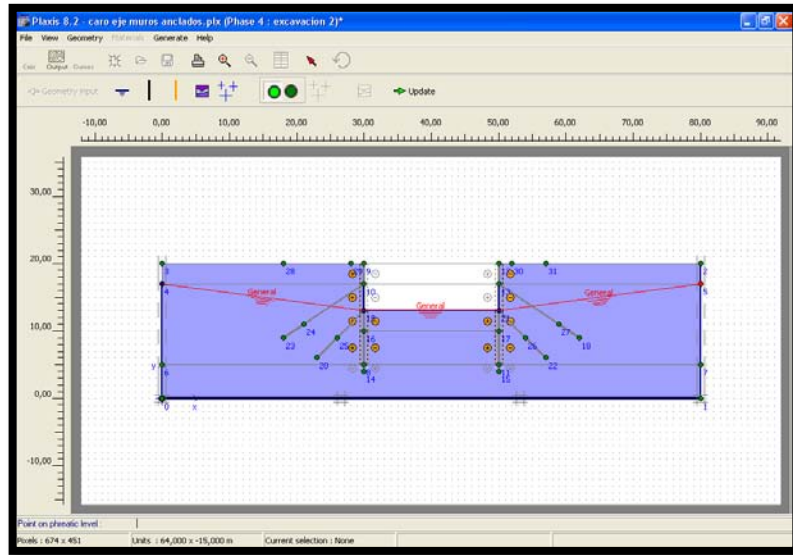 Plaxis 8.2 - caro eje muros anclados.plx (Phase 4 : excavacion 2)*
File View Geometry Materials Generate Help
Calc Output Curves
Geometry input Update
-10,00 0,00 10,00 20,00 30,00 40,00 50,00 60,00 70,00 80,00 90,00
30,00
20,00
3 28 9 30 31 2
4 General 10 General 5
General
10,00
24 27
23 25 16 17 26 18
20 22
y 6 7
14 15
0,00
0 x 1
-10,00
Point on phreatic level :
Pixels : 674 x 451 Units : 64,000 x -15,000 m Current selection : None